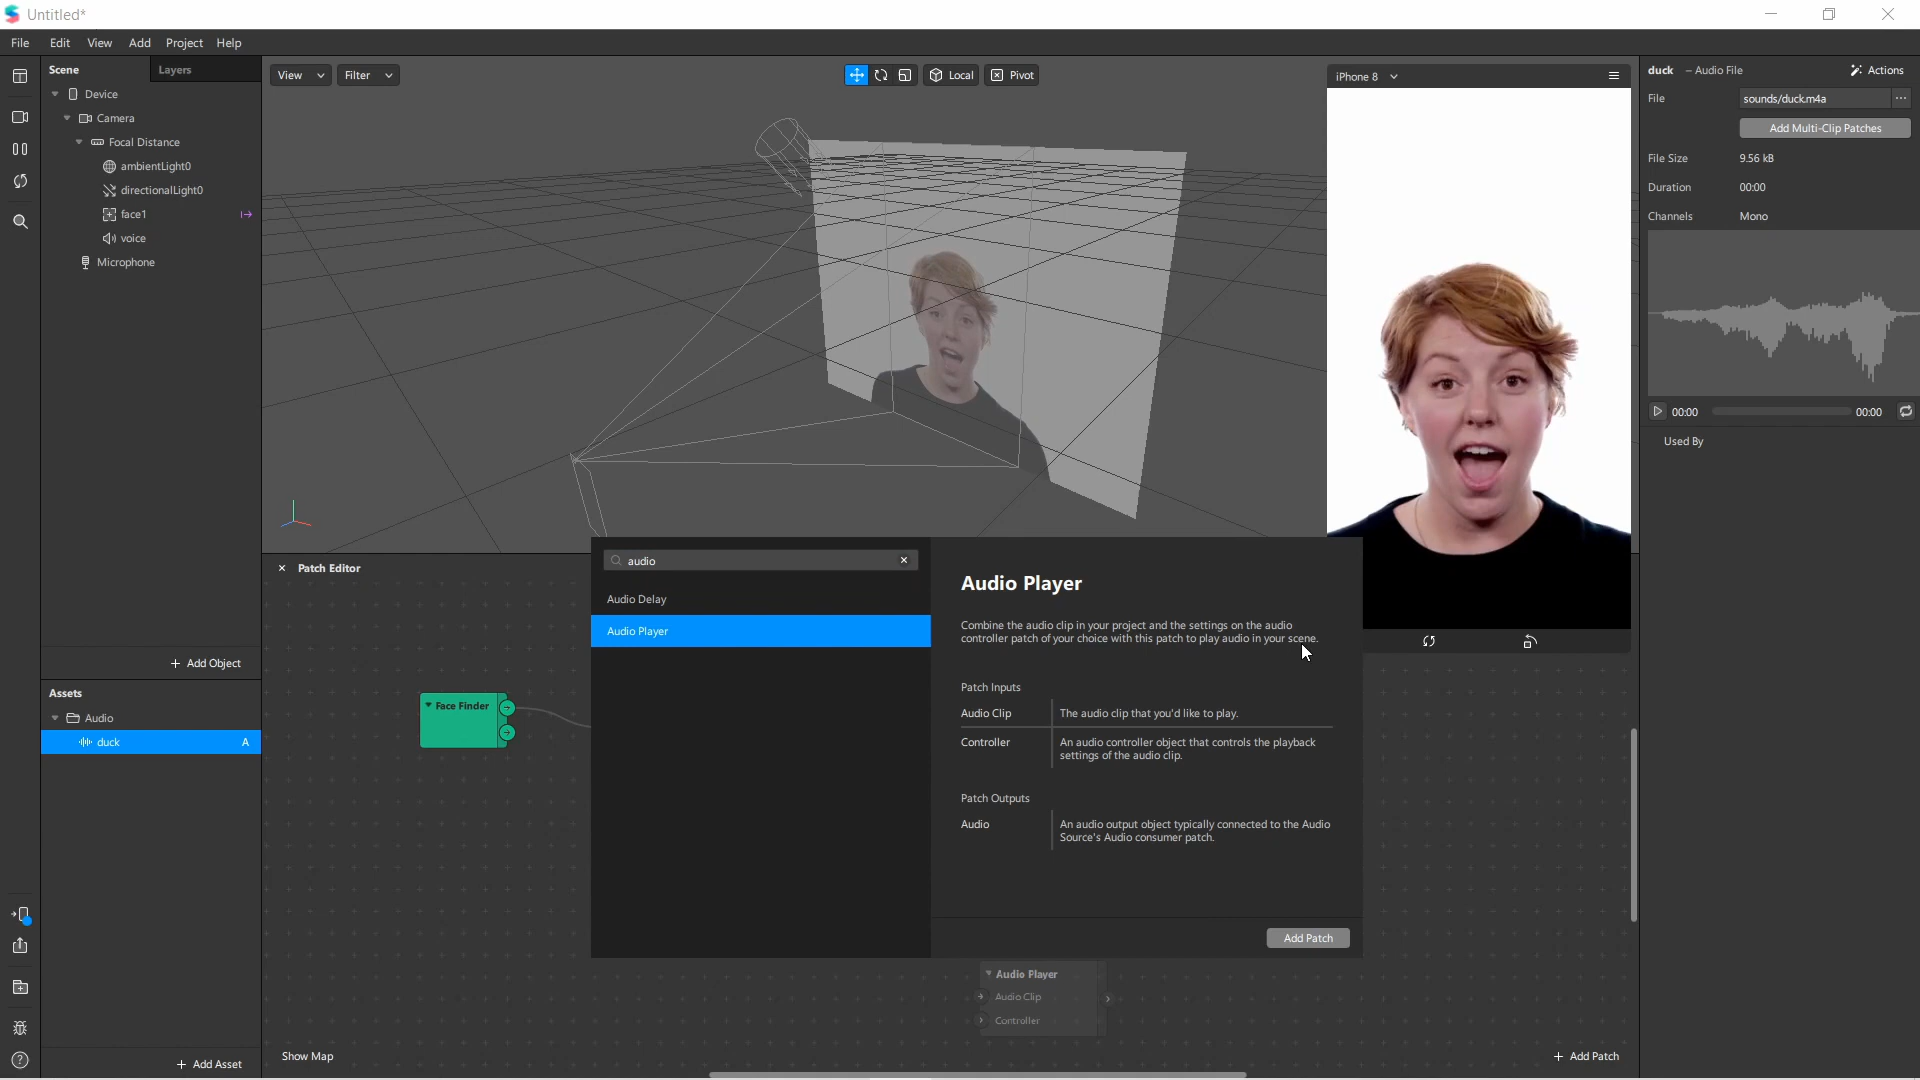 Untitled*
File Edit View Add Project Help
Scene Layers
Device
Camera
Focal Distance
ambientLight0
directionalLight0
face1
voice
Microphone
+ Add Object
Assets
Audio
duck A
+ Add Asset
View Filter
Local Pivot
iPhone 8
Patch Editor
Face Finder
audio
Audio Delay
Audio Player
Audio Player
Combine the audio clip in your project and the settings on the audio
controller patch of your choice with this patch to play audio in your scene.
Patch Inputs
Audio Clip The audio clip that you'd like to play.
Controller An audio controller object that controls the playback
settings of the audio clip.
Patch Outputs
Audio An audio output object typically connected to the Audio
Source's Audio consumer patch.
Add Patch
Audio Player
Audio Clip
Controller
Show Map
+ Add Patch
duck – Audio File Actions
File sounds/duck.m4a
Add Multi-Clip Patches
File Size 9.56 kB
Duration 00:00
Channels Mono
00:00 00:00
Used By